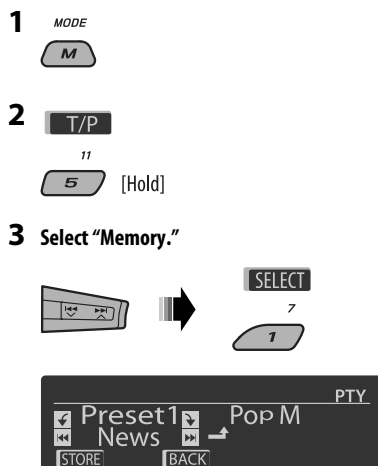 1 MODE
M
2 T/P
11
5 [Hold]
3 Select “Memory.”
SELECT
7
1
PTY
Preset1 Pop M
News
STORE BACK